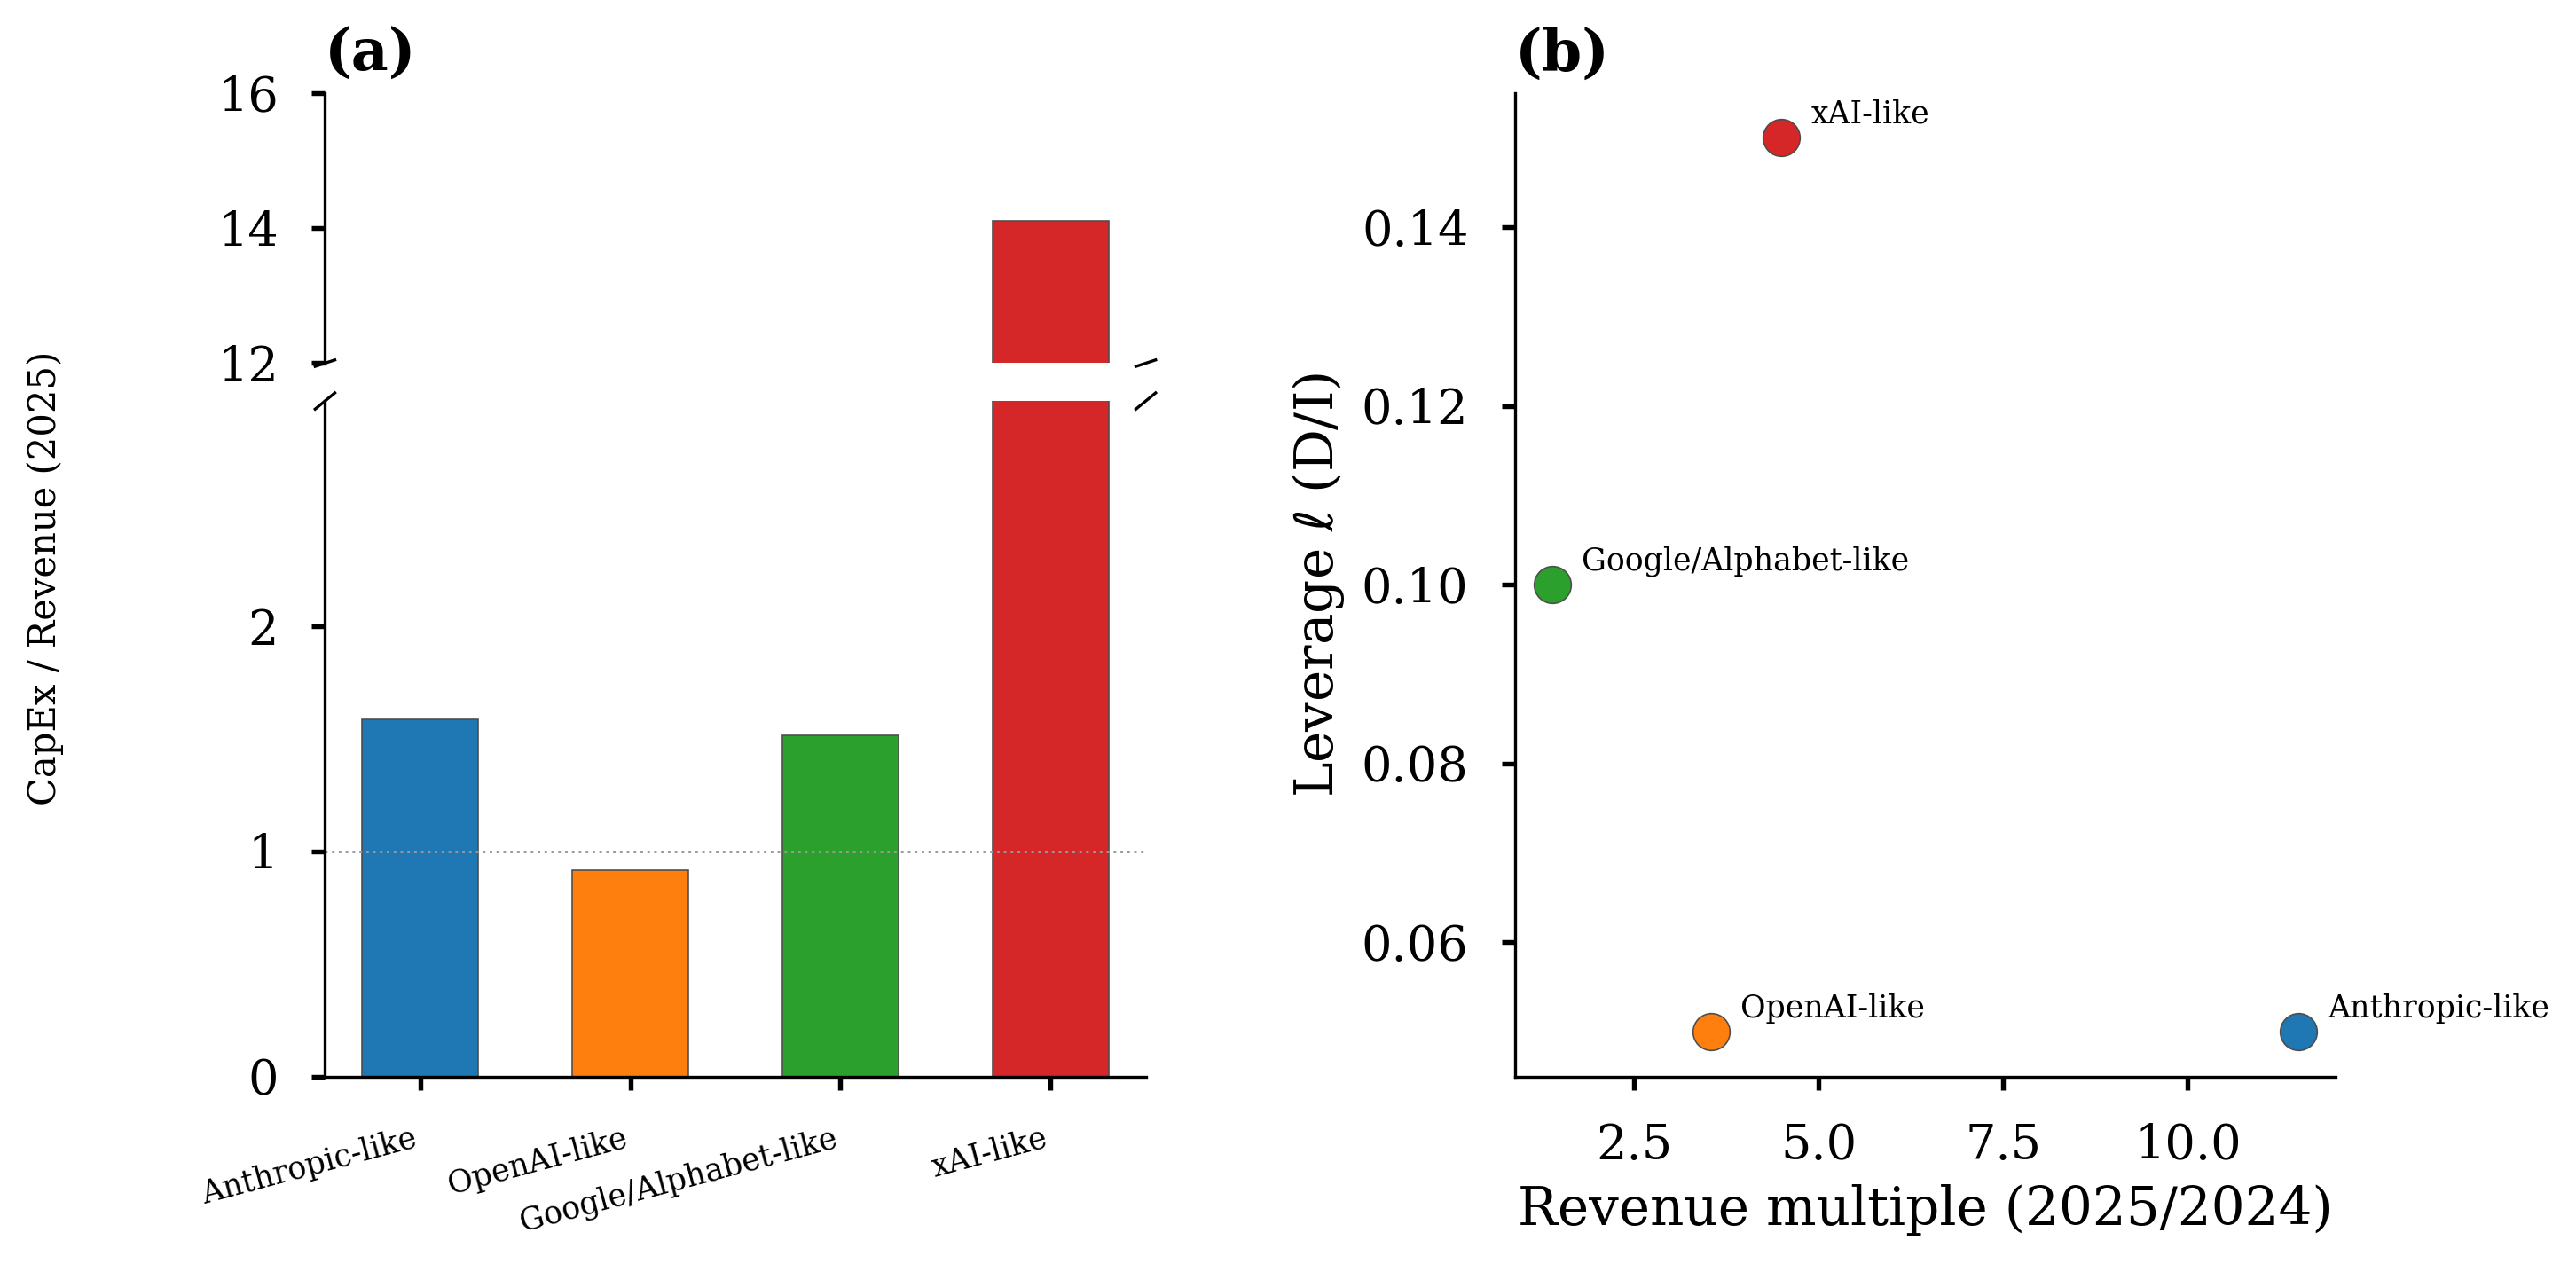 (a)
16
14
12
2
1
0
CapEx / Revenue (2025)
Anthropic-like
OpenAI-like
Google/Alphabet-like
xAI-like
(b)
0.14
0.12
0.10
0.08
0.06
Leverage ℓ (D/I)
xAI-like
Google/Alphabet-like
OpenAI-like
Anthropic-like
2.5
5.0
7.5
10.0
Revenue multiple (2025/2024)